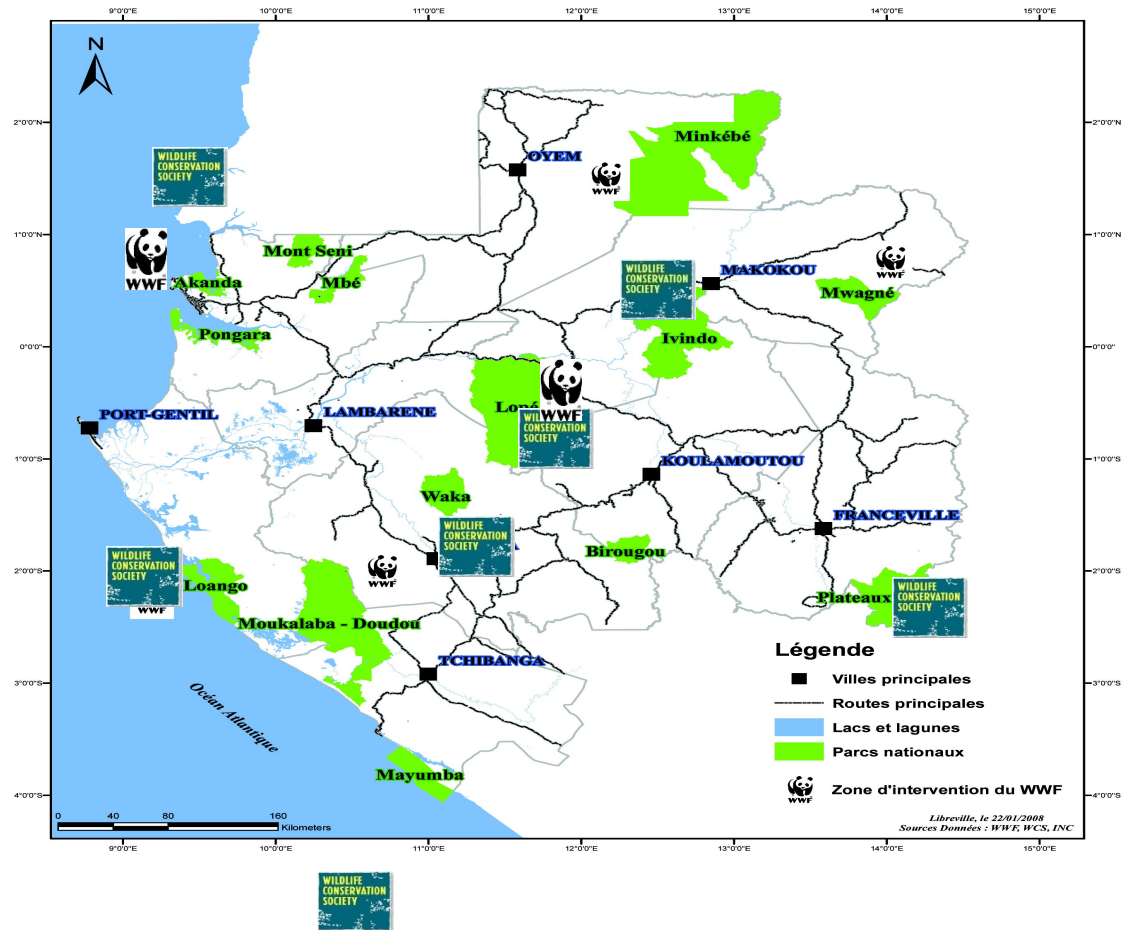 9°0'0"E 10°0'0"E 11°0'0"E 12°0'0"E 13°0'0"E 14°0'0"E 15°0'0"E
N
2°0'0"N 2°0'0"N
Minkébé
OYEM
WILDLIFE
CONSERVATION
SOCIETY
WWF
1°0'0"N 1°0'0"N
Mont Seni
WWF
WWF
Akanda
Mbé
WILDLIFE
CONSERVATION
SOCIETY
MAKOKOU
Mwagné
Pongara
Ivindo
0°0'0" 0°0'0"
PORT-GENTIL
LAMBARENE
Lopé
WWF
WILDLIFE
CONSERVATION
SOCIETY
1°0'0"S 1°0'0"S
KOULAMOUTOU
Waka
FRANCEVILLE
WILDLIFE
CONSERVATION
SOCIETY
A
Birougou
WILDLIFE
CONSERVATION
SOCIETY
WWF
Loango
WWF
2°0'0"S 2°0'0"S
Plateaux
WILDLIFE
CONSERVATION
SOCIETY
Moukalaba - Doudou
TCHIBANGA
3°0'0"S 3°0'0"S
Océan Atlantique
Mayumba
4°0'0"S 4°0'0"S
Légende
Villes principales
Routes principales
Lacs et lagunes
Parcs nationaux
WWF
Zone d'intervention du WWF
0 40 80 160
Kilometers
Libreville, le 22/01/2008
Sources Données : WWF, WCS, INC
9°0'0"E 10°0'0"E 11°0'0"E 12°0'0"E 13°0'0"E 14°0'0"E 15°0'0"E
WILDLIFE
CONSERVATION
SOCIETY